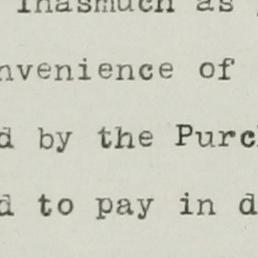 Inasmuch as
nvenience of
d by the Purc
d to pay in d